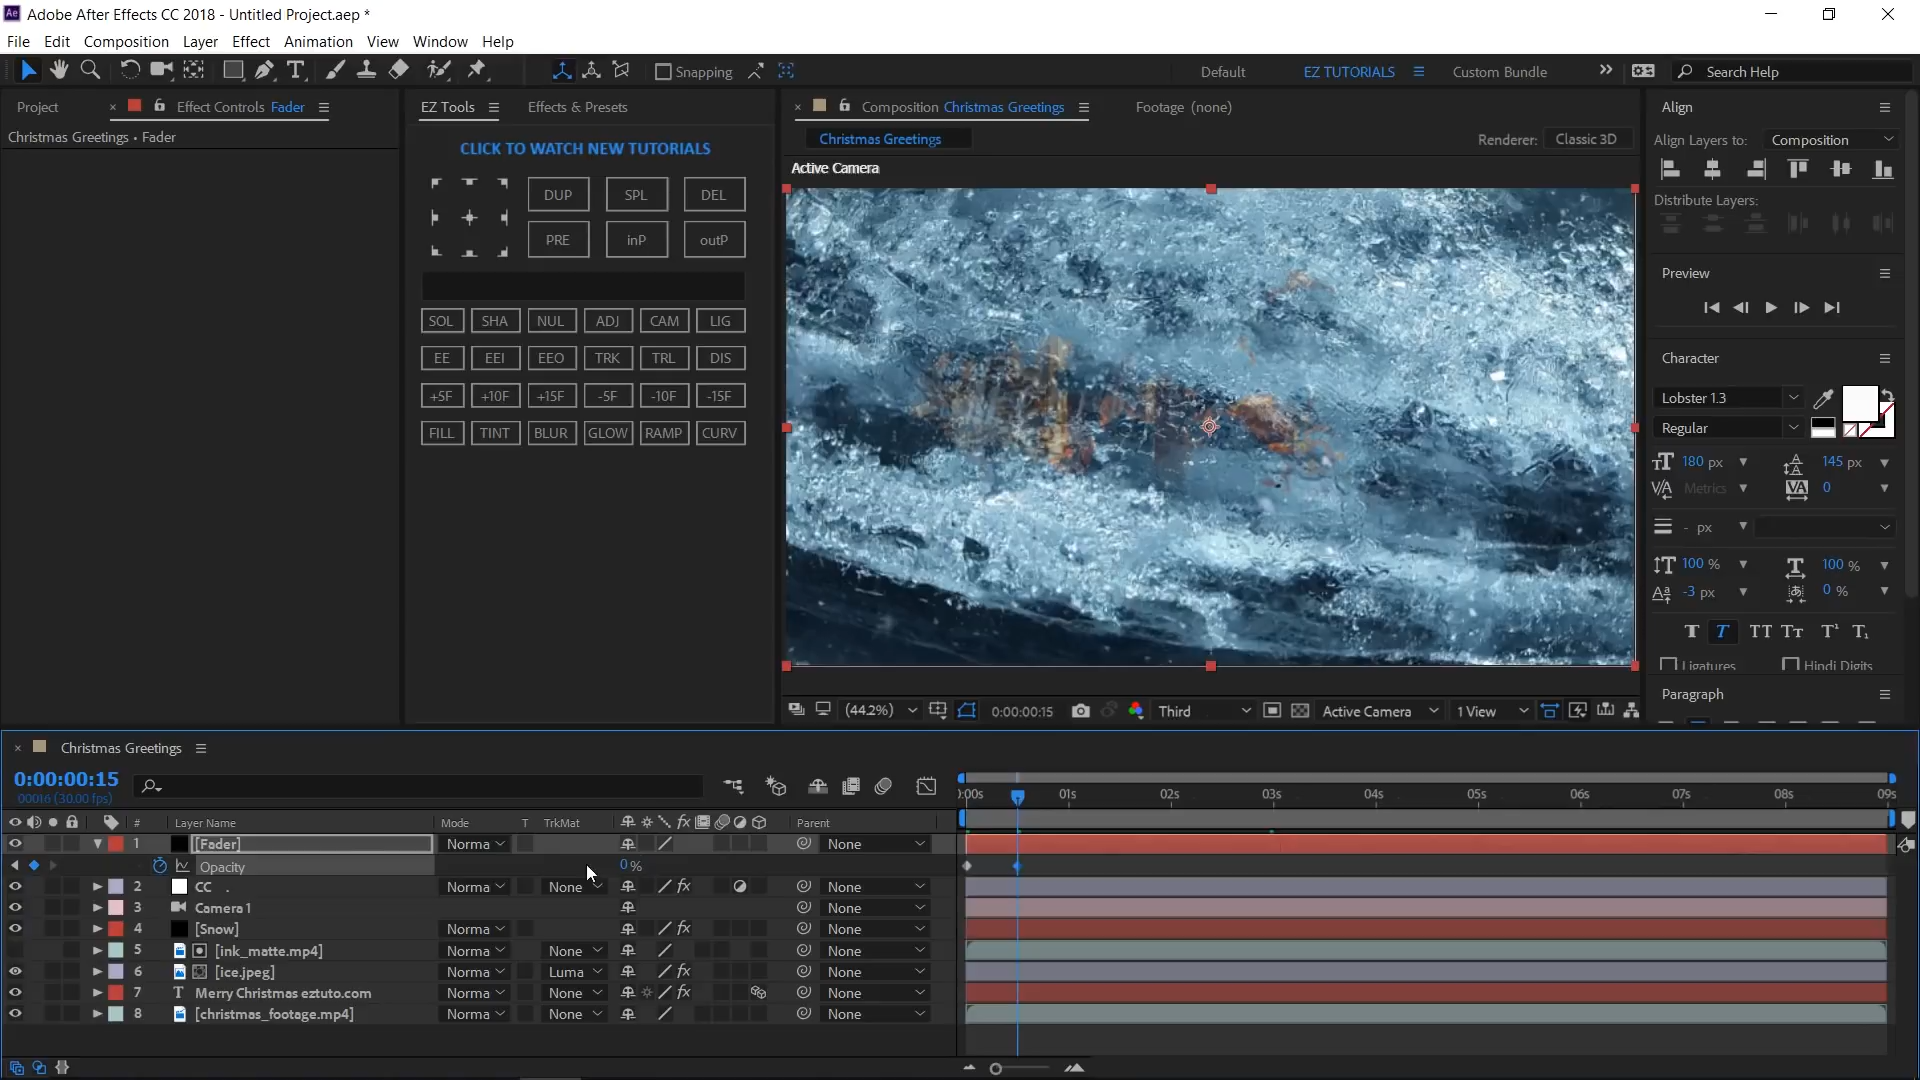 Adobe After Effects CC 2018 - Untitled Project.aep *
File Edit Composition Layer Effect Animation View Window Help
Snapping
Default EZ TUTORIALS Custom Bundle Search Help
Project Effect Controls Fader
Christmas Greetings • Fader
EZ Tools Effects & Presets
CLICK TO WATCH NEW TUTORIALS
DUP SPL DEL
PRE inP outP
SOL SHA NUL ADJ CAM LIG
EE EEI EEO TRK TRL DIS
+5F +10F +15F -5F -10F -15F
FILL TINT BLUR GLOW RAMP CURV
Composition Christmas Greetings Footage (none)
Christmas Greetings
Renderer: Classic 3D
Active Camera
(44.2%) 0:00:00:15 Third Active Camera 1 View
Align
Align Layers to: Composition
Distribute Layers:
Preview
Character
Lobster 1.3
Regular
180 px 145 px
Metrics 0
- px
100 % 100 %
-3 px 0 %
Ligatures Hindi Digits
Paragraph
Christmas Greetings
0:00:00:15
00016 (30.00 fps)
# Layer Name Mode T TrkMat Parent
):00s 01s 02s 03s 04s 05s 06s 07s 08s 09s
1 [Fader] Norma None
Opacity 0 %
2 CC . Norma None None
3 Camera 1 None
4 [Snow] Norma None
5 [ink_matte.mp4] Norma None None
6 [ice.jpeg] Norma Luma None
7 Merry Christmas eztuto.com Norma None None
8 [christmas_footage.mp4] Norma None None